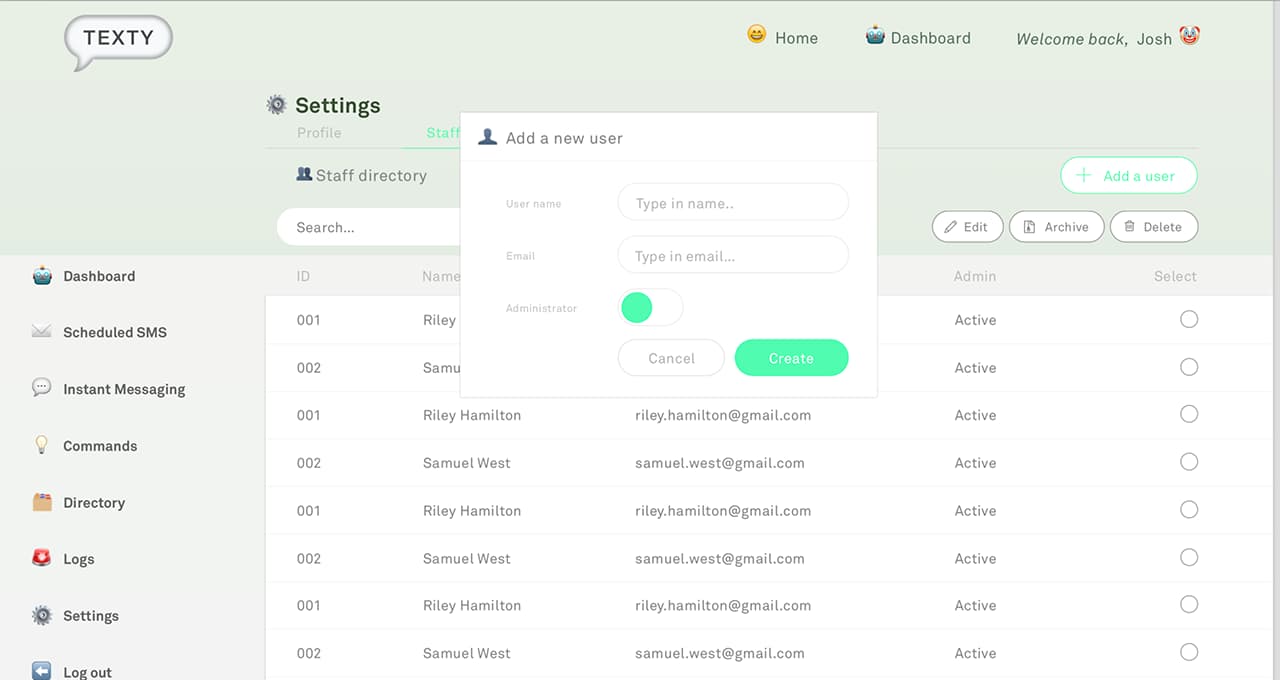 TEXTY
Home
Dashboard
Welcome back, Josh
Settings
Profile
Staff
Staff directory
Add a user
Search...
Edit
Archive
Delete
Add a new user
User name
Type in name..
Email
Type in email...
Administrator
Cancel
Create
Dashboard
Scheduled SMS
Instant Messaging
Commands
Directory
Logs
Settings
Log out
ID Name Admin Select
001 Riley Active
002 Samu Active
001 Riley Hamilton riley.hamilton@gmail.com Active
002 Samuel West samuel.west@gmail.com Active
001 Riley Hamilton riley.hamilton@gmail.com Active
002 Samuel West samuel.west@gmail.com Active
001 Riley Hamilton riley.hamilton@gmail.com Active
002 Samuel West samuel.west@gmail.com Active